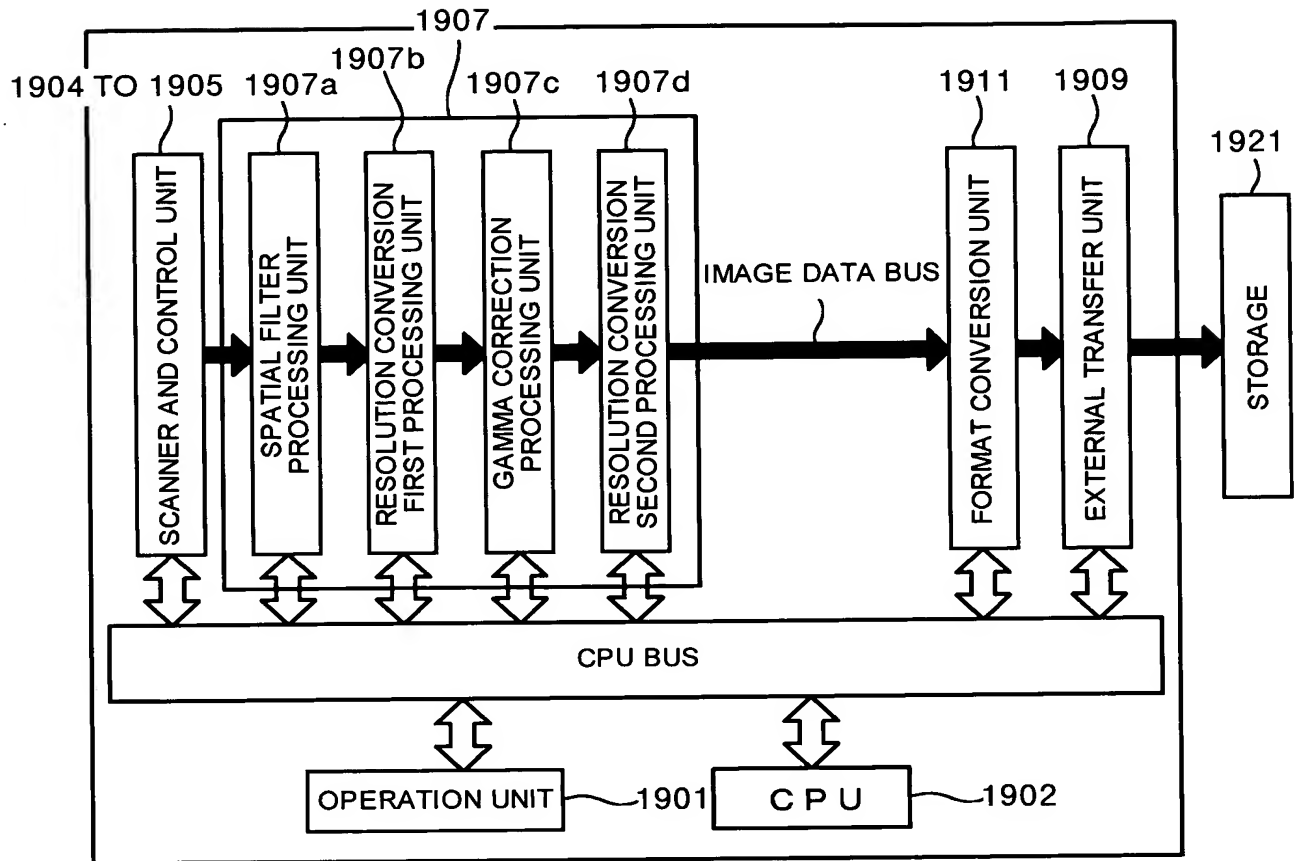 1907
1904 TO 1905
1907a
1907b
1907c
1907d
1911
1909
1921
SCANNER AND CONTROL UNIT
SPATIAL FILTER
PROCESSING UNIT
RESOLUTION CONVERSION
FIRST PROCESSING UNIT
GAMMA CORRECTION
PROCESSING UNIT
RESOLUTION CONVERSION
SECOND PROCESSING UNIT
IMAGE DATA BUS
FORMAT CONVERSION UNIT
EXTERNAL TRANSFER UNIT
STORAGE
CPU BUS
OPERATION UNIT
1901
CPU
1902